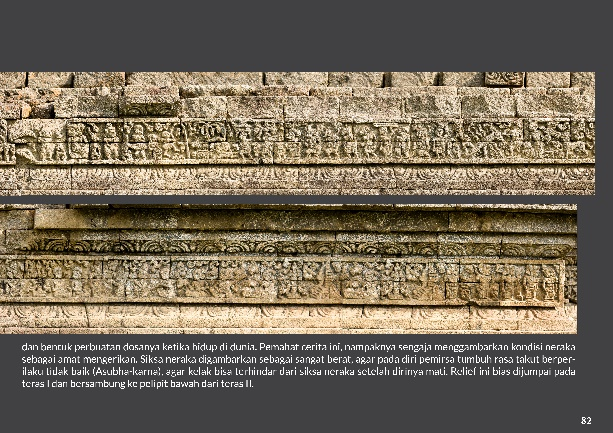 dan bentuk perbuatan dosanya ketika hidup di dunia. Pemahat cerita ini, nampaknya sengaja menggambarkan kondisi neraka
sebagai amat mengerikan. Siksa neraka digambarkan sebagai sangat berat, agar pada diri pemirsa tumbuh rasa takut berper-
ilaku tidak baik (Asubha-karna), agar kelak bisa terhindar dari siksa neraka setelah dirinya mati. Relief ini bias dijumpai pada
teras I dan bersambung ke pelipit bawah dari teras II.
82